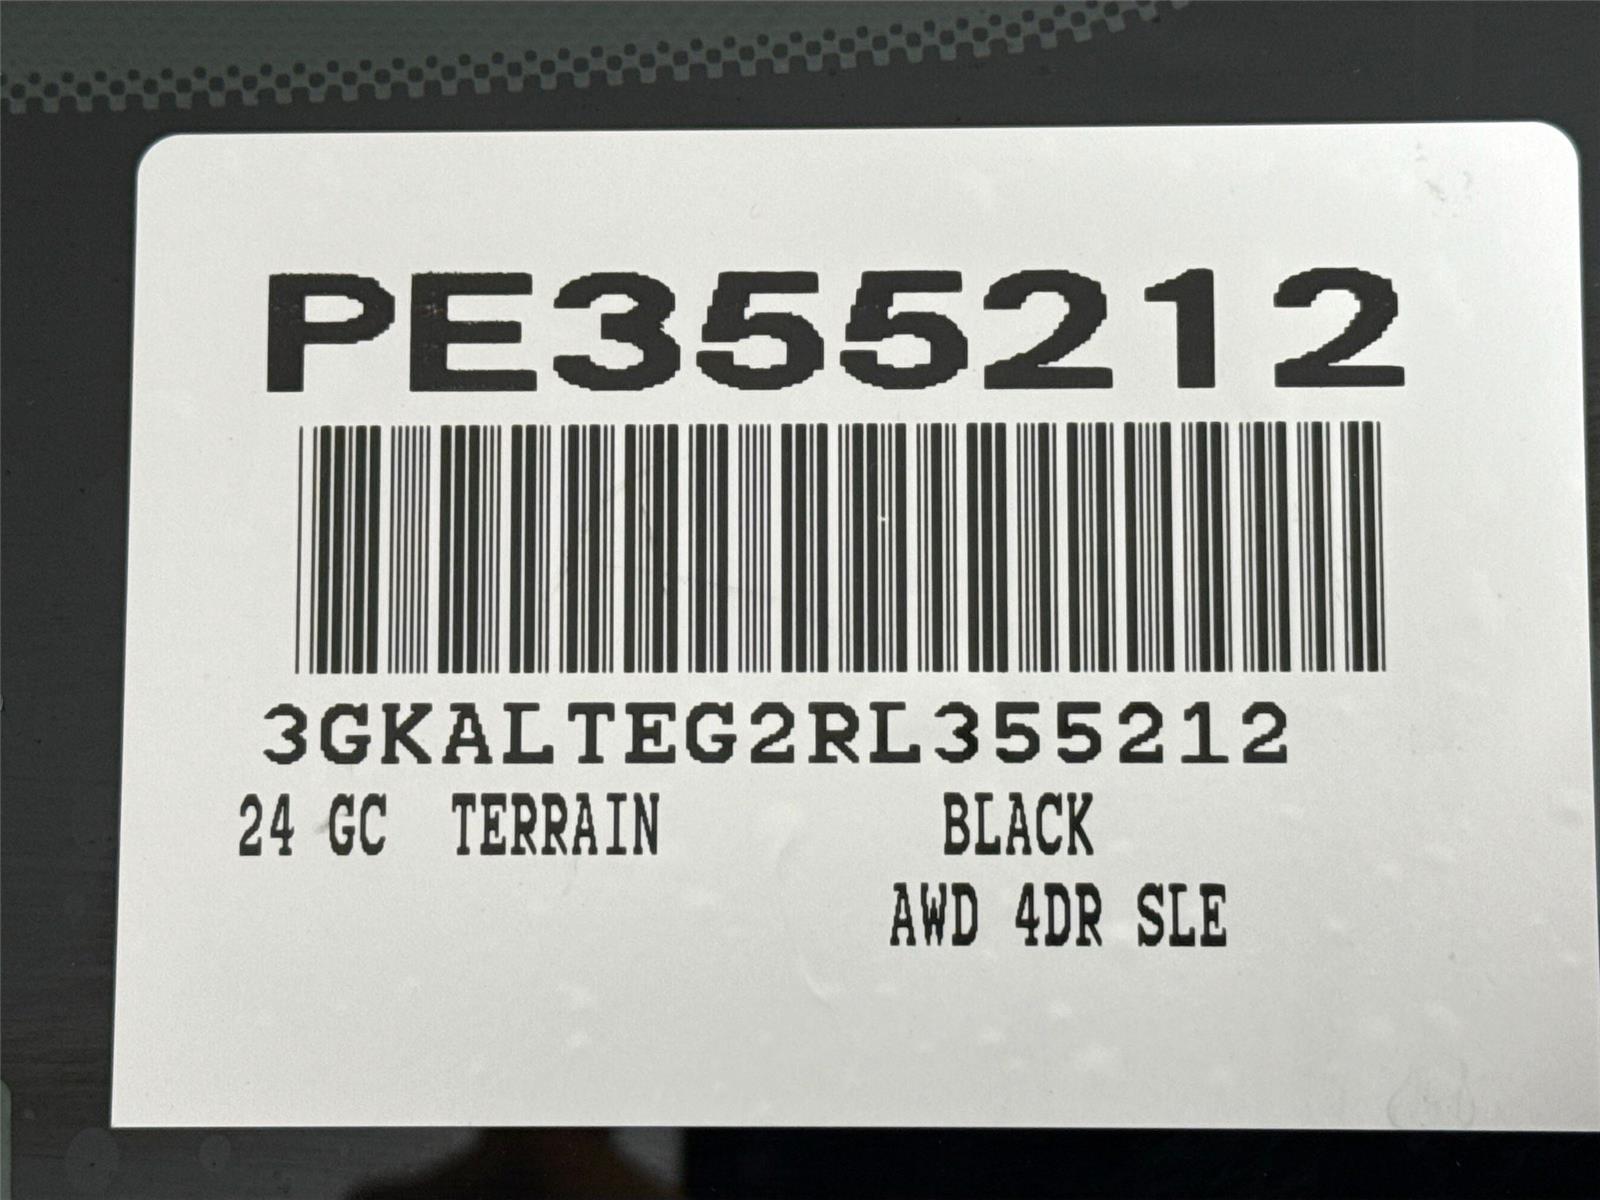 PE355212
3GKALTEG2RL355212
24 GC TERRAIN BLACK
AWD 4DR SLE